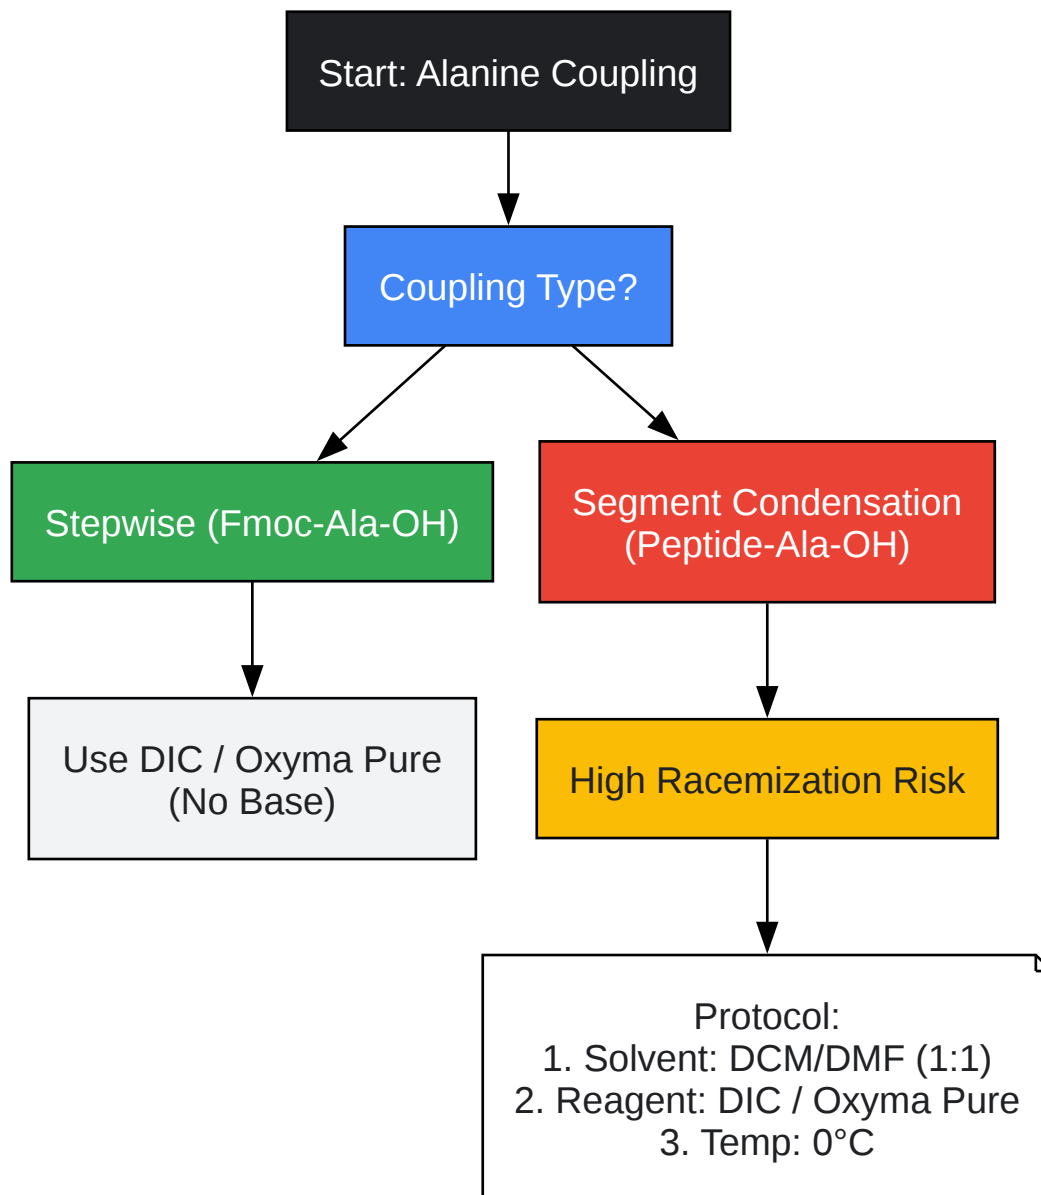 Start: Alanine Coupling
Coupling Type?
Stepwise (Fmoc-Ala-OH)
Segment Condensation
(Peptide-Ala-OH)
Use DIC / Oxyma Pure
(No Base)
High Racemization Risk
Protocol:
1. Solvent: DCM/DMF (1:1)
2. Reagent: DIC / Oxyma Pure
3. Temp: 0°C